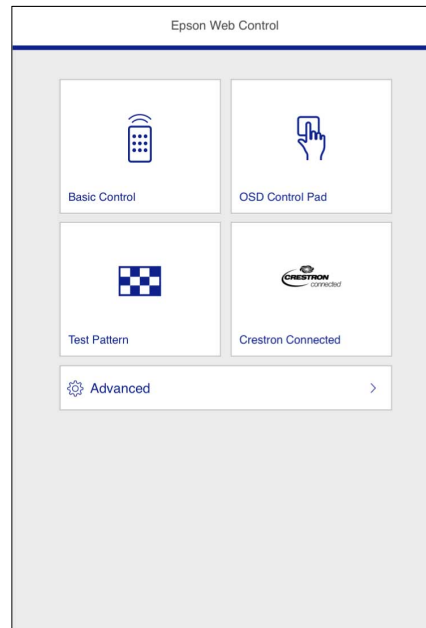 Epson Web Control
Basic Control
OSD Control Pad
CRESTRON
connected
Test Pattern
Crestron Connected
Advanced